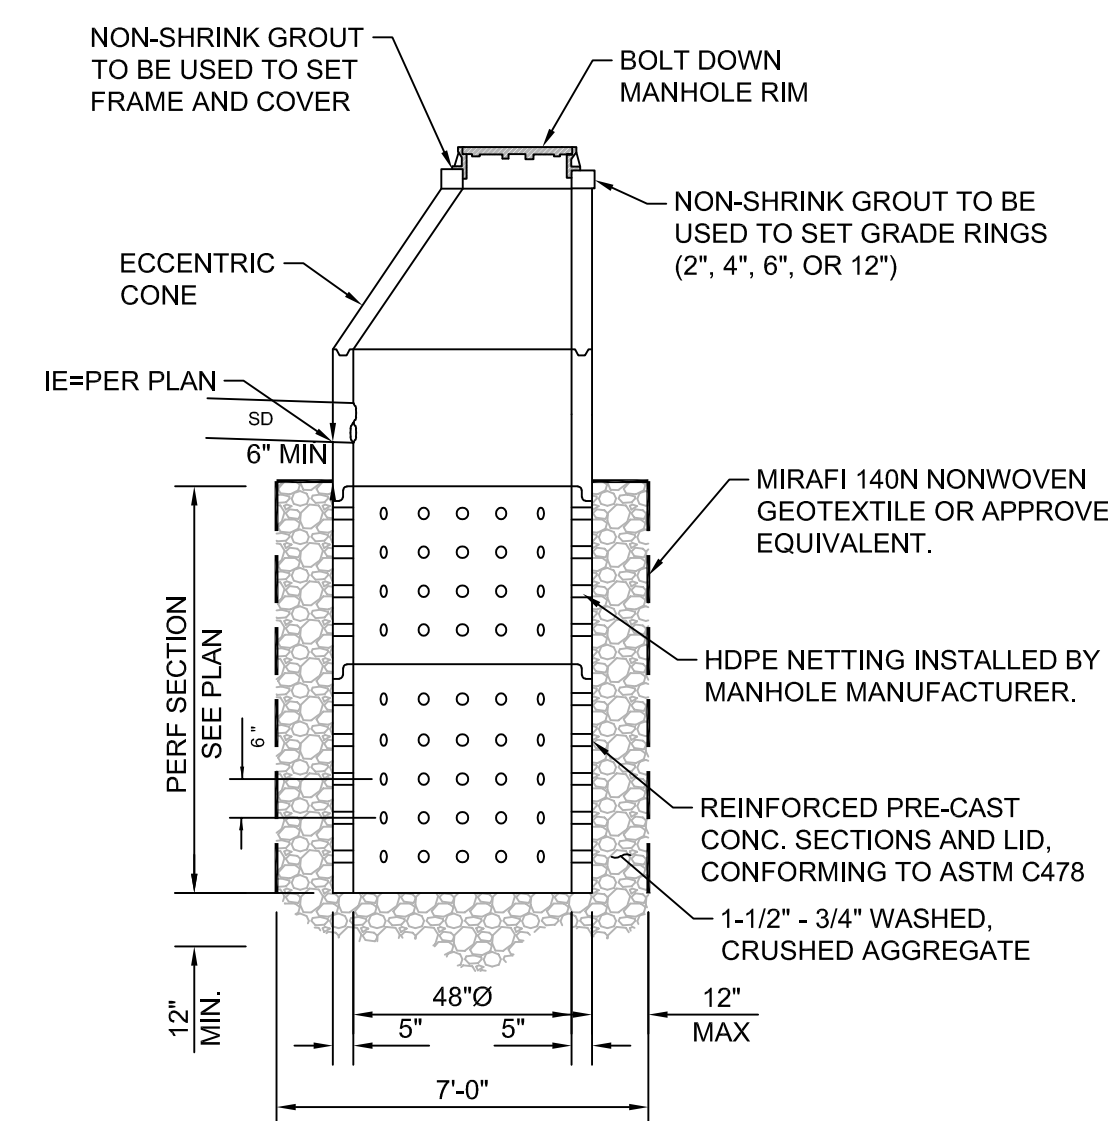 NON-SHRINK GROUT
TO BE USED TO SET
FRAME AND COVER
BOLT DOWN
MANHOLE RIM
NON-SHRINK GROUT TO BE
USED TO SET GRADE RINGS
(2", 4", 6", OR 12")
ECCENTRIC
CONE
IE=PER PLAN
SD
6" MIN
MIRAFI 140N NONWOVEN
GEOTEXTILE OR APPROVE
EQUIVALENT.
PERF SECTION
SEE PLAN
6 "
HDPE NETTING INSTALLED BY
MANHOLE MANUFACTURER.
REINFORCED PRE-CAST
CONC. SECTIONS AND LID,
CONFORMING TO ASTM C478
1-1/2" - 3/4" WASHED,
CRUSHED AGGREGATE
12"
MIN.
48"Ø
12"
MAX
5"
5"
7'-0"